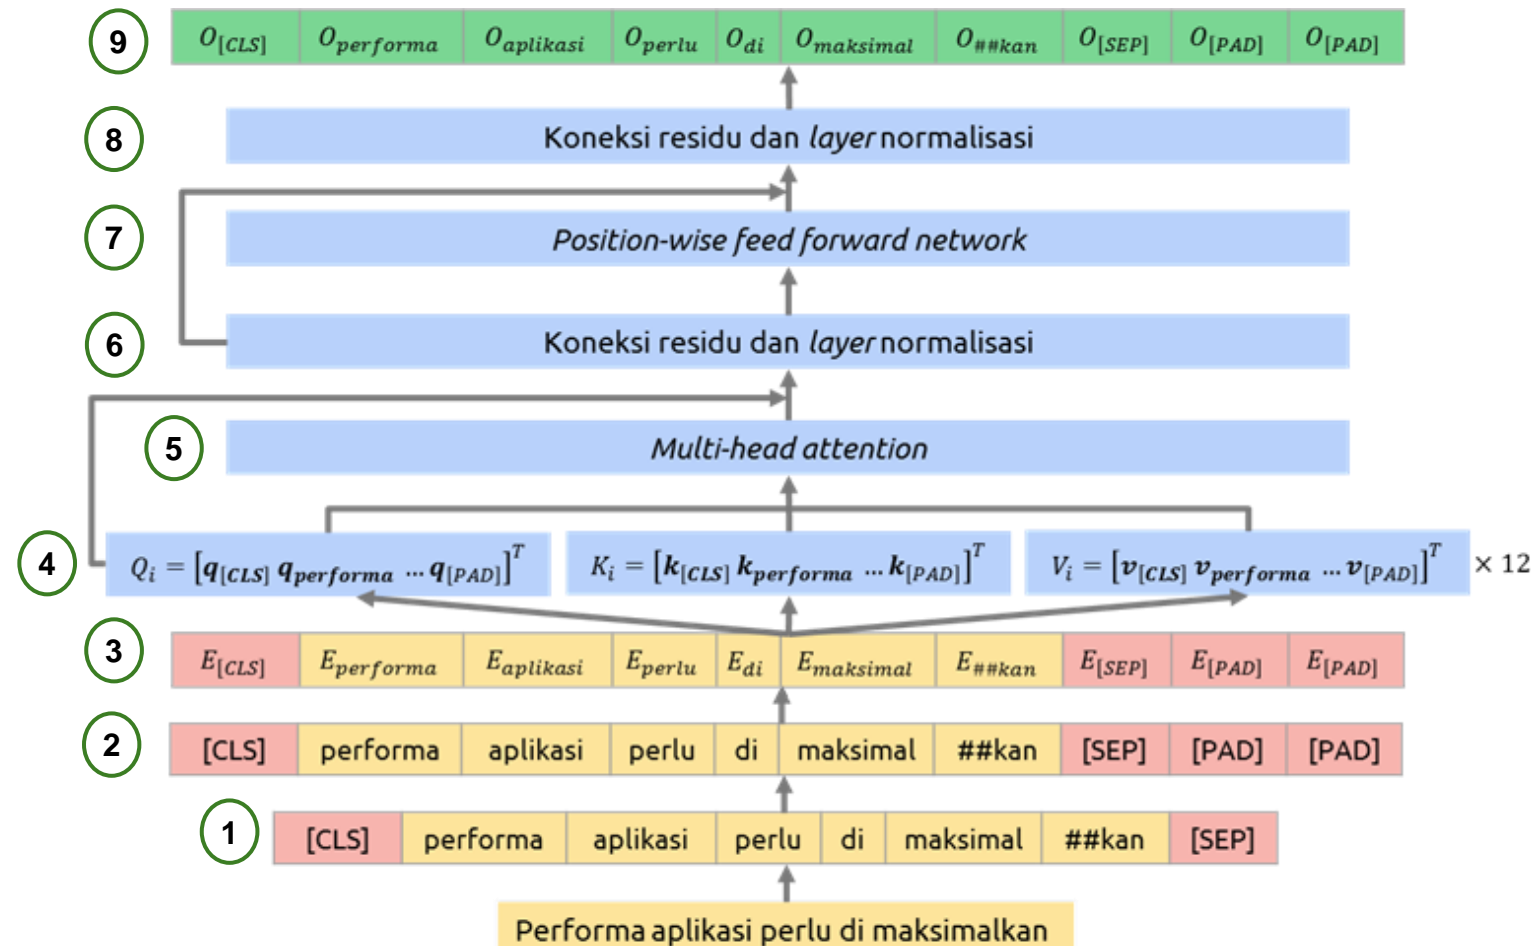 9 O[CLS] Operforma Oaplikasi Operlu Odi Omaksimal O##kan O[SEP] O[PAD] O[PAD]
8 Koneksi residu dan layer normalisasi
7 Position-wise feed forward network
6 Koneksi residu dan layer normalisasi
5 Multi-head attention
4 Qi = [q[CLS] qperforma ... q[PAD]]^T Ki = [k[CLS] kperforma ... k[PAD]]^T Vi = [v[CLS] vperforma ... v[PAD]]^T × 12
3 E[CLS] Eperforma Eaplikasi Eperlu Edi Emaksimal E##kan E[SEP] E[PAD] E[PAD]
2 [CLS] performa aplikasi perlu di maksimal ##kan [SEP] [PAD] [PAD]
1 [CLS] performa aplikasi perlu di maksimal ##kan [SEP]
Performa aplikasi perlu di maksimalkan